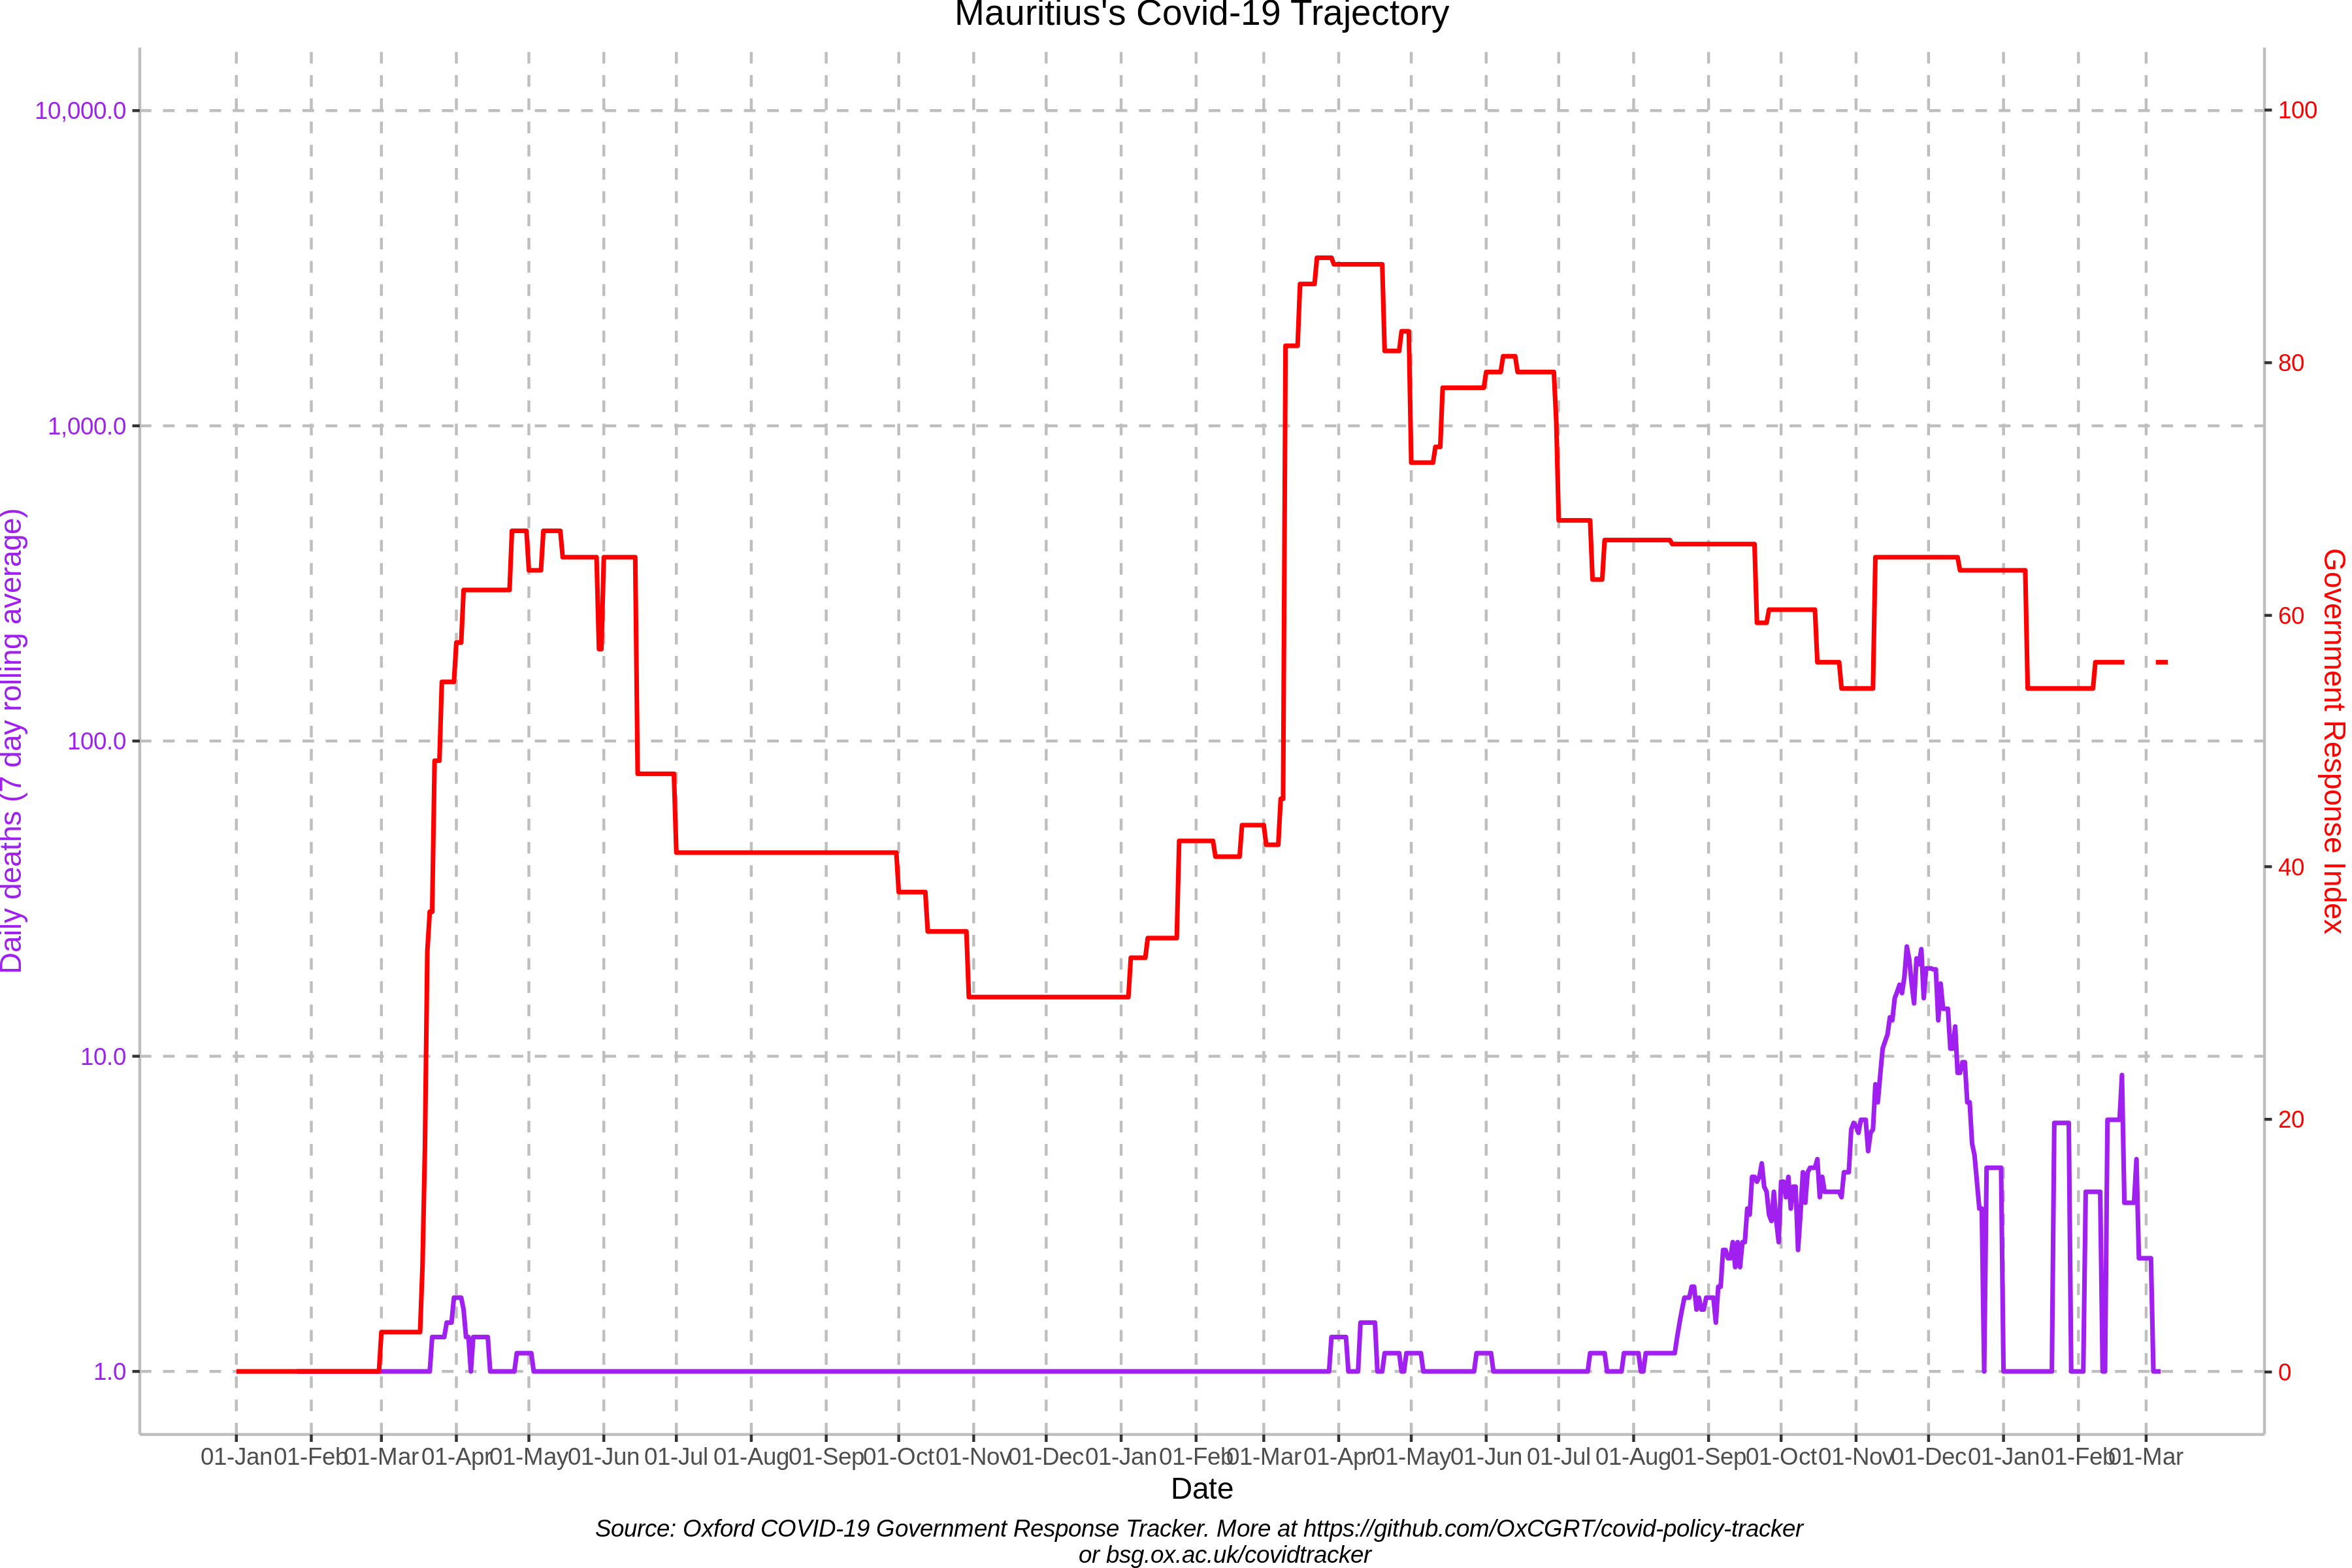 Mauritius's Covid-19 Trajectory
10,000.0
1,000.0
100.0
10.0
1.0
Daily deaths (7 day rolling average)
100
80
60
40
20
0
Government Response Index
01-Jan 01-Feb 01-Mar 01-Apr 01-May 01-Jun 01-Jul 01-Aug 01-Sep 01-Oct 01-Nov 01-Dec 01-Jan 01-Feb 01-Mar 01-Apr 01-May 01-Jun 01-Jul 01-Aug 01-Sep 01-Oct 01-Nov 01-Dec 01-Jan 01-Feb 01-Mar
Date
Source: Oxford COVID-19 Government Response Tracker. More at https://github.com/OxCGRT/covid-policy-tracker
or bsg.ox.ac.uk/covidtracker